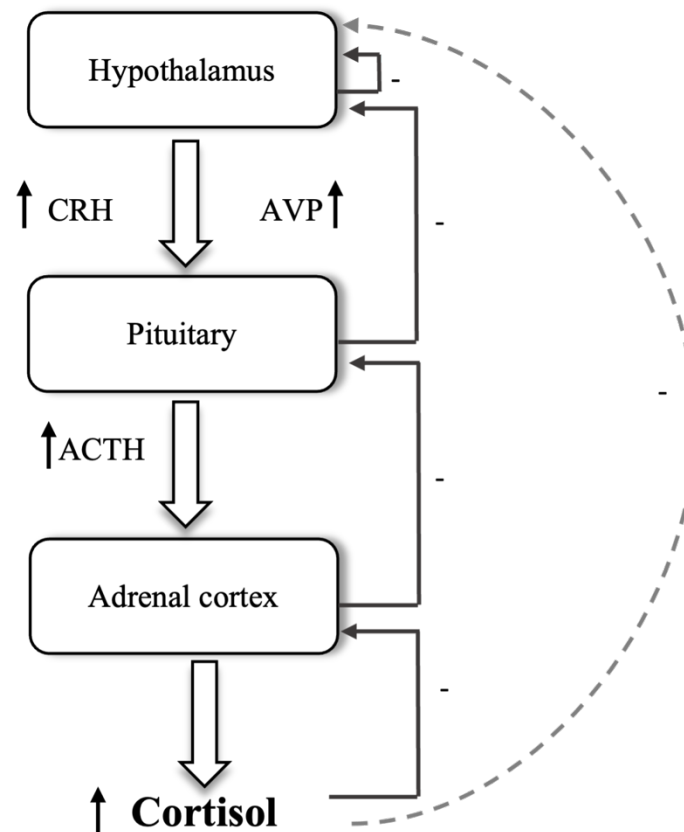 Hypothalamus
-
CRH AVP
-
Pituitary
-
ACTH
-
Adrenal cortex
-
Cortisol